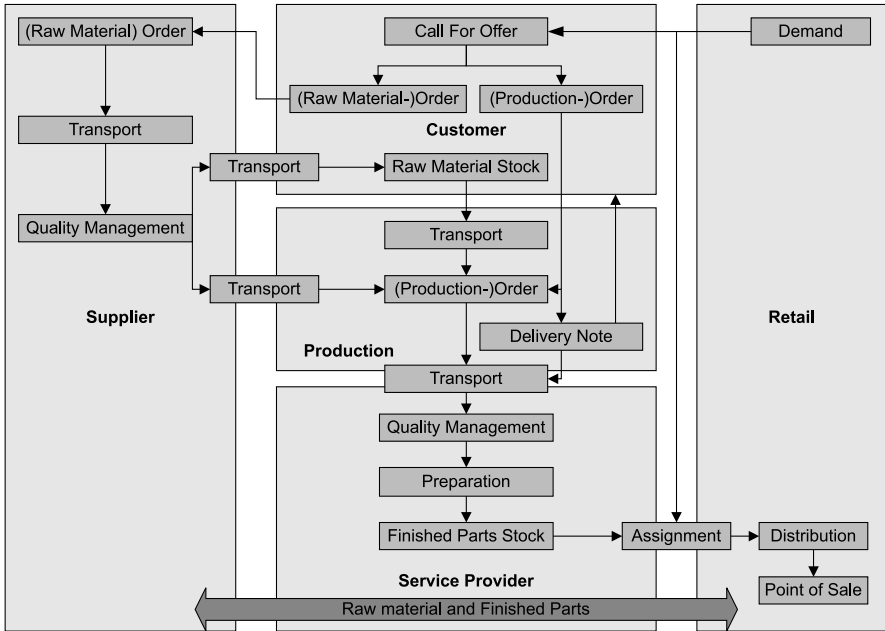 (Raw Material) Order
Call For Offer
Demand
(Raw Material-)Order
(Production-)Order
Transport
Customer
Transport
Raw Material Stock
Quality Management
Transport
Transport
(Production-)Order
Supplier
Retail
Delivery Note
Production
Transport
Quality Management
Preparation
Finished Parts Stock
Assignment
Distribution
Service Provider
Point of Sale
Raw material and Finished Parts